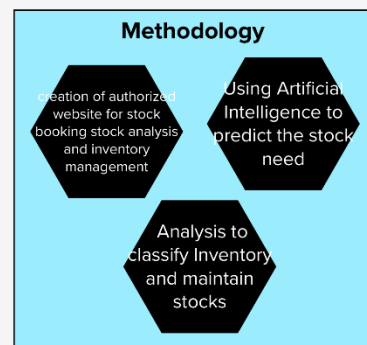 Methodology
creation of authorized
website for stock
booking stock analysis
and inventory
management
Using Artificial
Intelligence to
predict the stock
need
Analysis to
classify Inventory
and maintain
stocks